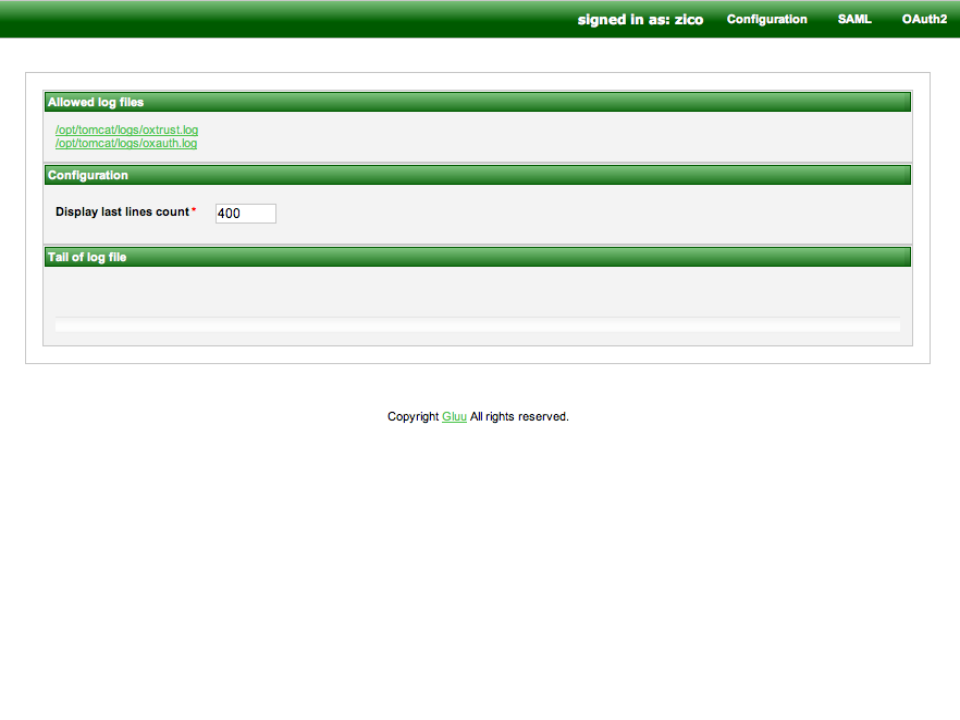 signed in as: zico Configuration SAML OAuth2
Allowed log files
/opt/tomcat/logs/oxtrust.log
/opt/tomcat/logs/oxauth.log
Configuration
Display last lines count* 400
Tail of log file
Copyright Gluu All rights reserved.